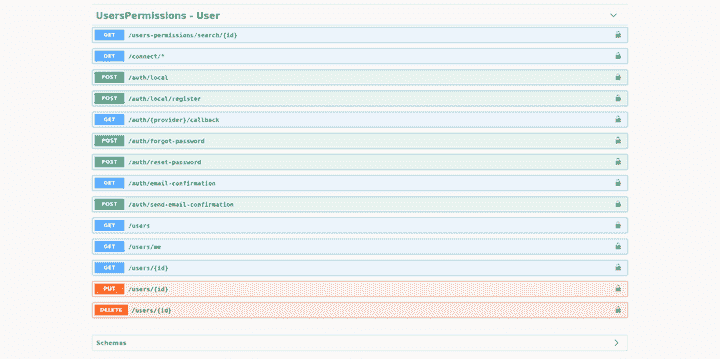 UsersPermissions - User
GET /users-permissions/search/{id}
GET /connect/*
POST /auth/local
POST /auth/local/register
GET /auth/{provider}/callback
POST /auth/forgot-password
POST /auth/reset-password
GET /auth/email-confirmation
POST /auth/send-email-confirmation
GET /users
GET /users/me
GET /users/{id}
PUT /users/{id}
DELETE /users/{id}
Schemas